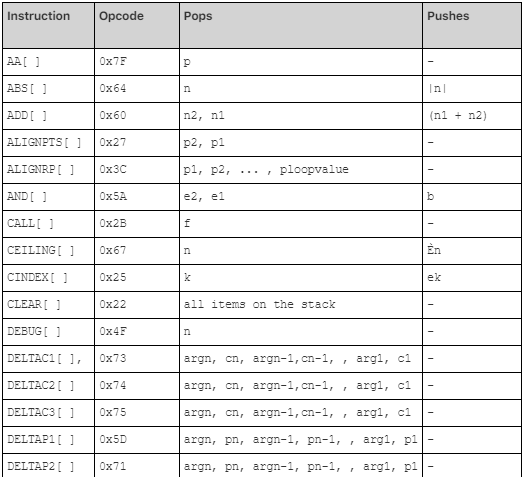 Instruction Opcode Pops Pushes
AA[ ] 0x7F p –
ABS[ ] 0x64 n |n|
ADD[ ] 0x60 n2, n1 (n1 + n2)
ALIGNPTS[ ] 0x27 p2, p1 –
ALIGNRP[ ] 0x3C p1, p2, ... , ploopvalue –
AND[ ] 0x5A e2, e1 b
CALL[ ] 0x2B f –
CEILING[ ] 0x67 n Èn
CINDEX[ ] 0x25 k ek
CLEAR[ ] 0x22 all items on the stack –
DEBUG[ ] 0x4F n –
DELTAC1[ ], 0x73 argn, cn, argn-1,cn-1, , arg1, c1 –
DELTAC2[ ] 0x74 argn, cn, argn-1,cn-1, , arg1, c1 –
DELTAC3[ ] 0x75 argn, cn, argn-1,cn-1, , arg1, c1 –
DELTAP1[ ] 0x5D argn, pn, argn-1, pn-1, , arg1, p1 –
DELTAP2[ ] 0x71 argn, pn, argn-1, pn-1, , arg1, p1 –